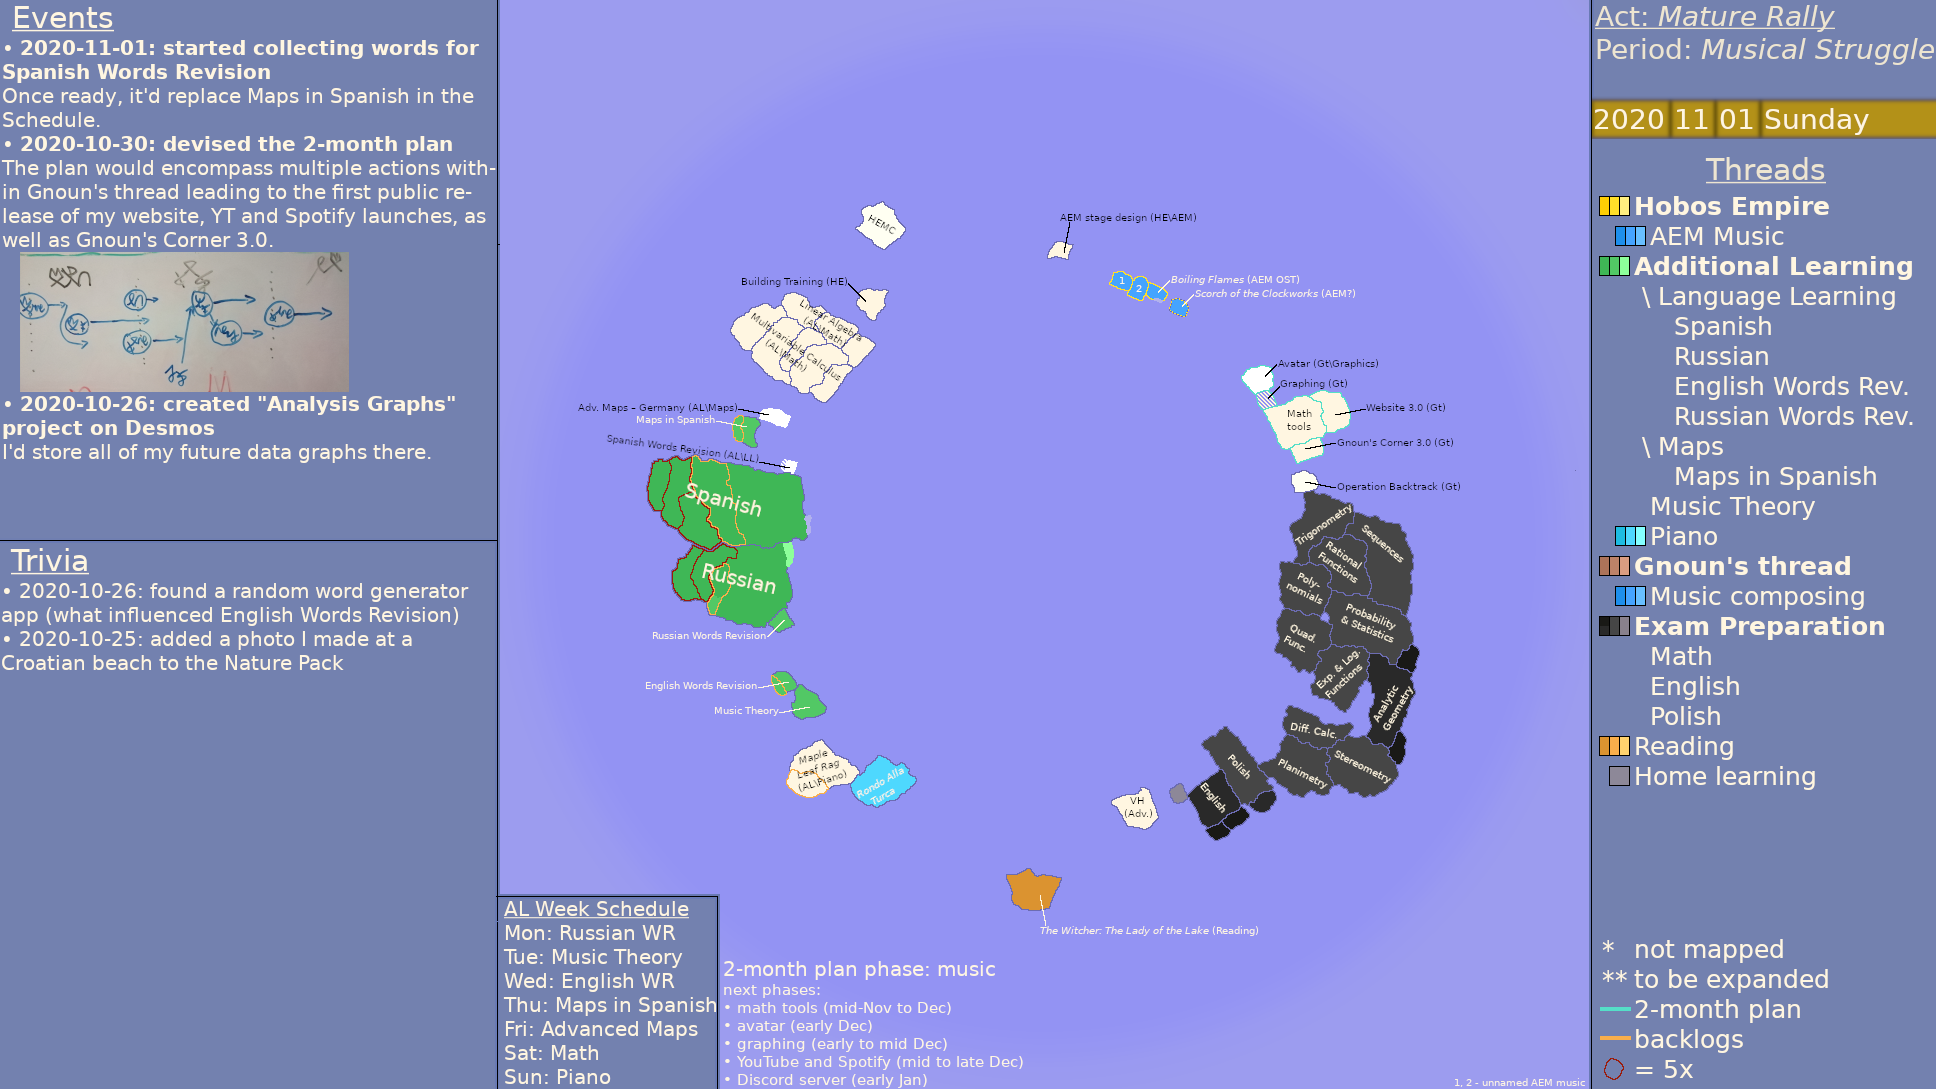 Events
• 2020-11-01: started collecting words for
Spanish Words Revision
Once ready, it'd replace Maps in Spanish in the
Schedule.
• 2020-10-30: devised the 2-month plan
The plan would encompass multiple actions with-
in Gnoun's thread leading to the first public re-
lease of my website, YT and Spotify launches, as
well as Gnoun's Corner 3.0.
• 2020-10-26: created "Analysis Graphs"
project on Desmos
I'd store all of my future data graphs there.
Trivia
• 2020-10-26: found a random word generator
app (what influenced English Words Revision)
• 2020-10-25: added a photo I made at a
Croatian beach to the Nature Pack
HEMC
AEM stage design (HE\AEM)
Building Training (HE)
1
2
Boiling Flames (AEM OST)
Scorch of the Clockworks (AEM?)
Linear Algebra
(AL\Math)
Multivariable Calculus
(AL\Math)
Adv. Maps – Germany (AL\Maps)
Maps in Spanish
Spanish Words Revision (AL\LL)
Spanish
Russian
Russian Words Revision
English Words Revision
Music Theory
Maple
Leaf Rag
(AL\Piano)
Rondo Alla
Turca
Avatar (Gt\Graphics)
Graphing (Gt)
Math
tools
Website 3.0 (Gt)
Gnoun's Corner 3.0 (Gt)
Operation Backtrack (Gt)
Trigonometry
Sequences
Rational
Functions
Poly-
nomials
Probability
& Statistics
Quad.
Func.
Exp. & Log.
Functions
Analytic
Geometry
Diff. Calc.
Planimetry
Stereometry
Polish
English
VH
(Adv.)
The Witcher: The Lady of the Lake (Reading)
AL Week Schedule
Mon: Russian WR
Tue: Music Theory
Wed: English WR
Thu: Maps in Spanish
Fri: Advanced Maps
Sat: Math
Sun: Piano
2-month plan phase: music
next phases:
• math tools (mid-Nov to Dec)
• avatar (early Dec)
• graphing (early to mid Dec)
• YouTube and Spotify (mid to late Dec)
• Discord server (early Jan)
1, 2 - unnamed AEM music
Act: Mature Rally
Period: Musical Struggle
2020 11 01 Sunday
Threads
Hobos Empire
AEM Music
Additional Learning
\ Language Learning
Spanish
Russian
English Words Rev.
Russian Words Rev.
\ Maps
Maps in Spanish
Music Theory
Piano
Gnoun's thread
Music composing
Exam Preparation
Math
English
Polish
Reading
Home learning
* not mapped
** to be expanded
2-month plan
backlogs
= 5x